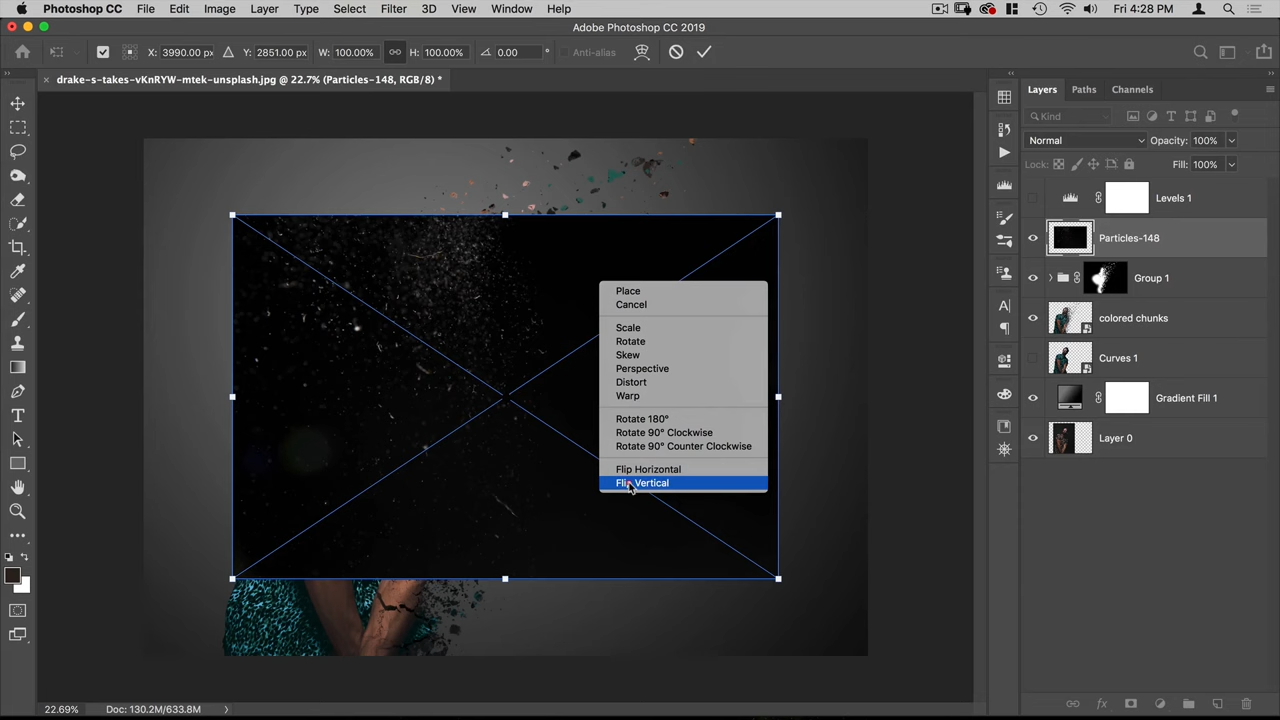 Photoshop CC File Edit Image Layer Type Select Filter 3D View Window Help Fri 4:28 PM
Adobe Photoshop CC 2019
X: 3990.00 px Y: 2851.00 px W: 100.00% H: 100.00% 0.00 ° Anti-alias
× drake-s-takes-vKnRYW-mtek-unsplash.jpg @ 22.7% (Particles-148, RGB/8) *
Layers Paths Channels
Kind
Normal Opacity: 100%
Lock: Fill: 100%
Levels 1
Particles-148
Group 1
colored chunks
Curves 1
Gradient Fill 1
Layer 0
Place
Cancel
Scale
Rotate
Skew
Perspective
Distort
Warp
Rotate 180°
Rotate 90° Clockwise
Rotate 90° Counter Clockwise
Flip Horizontal
Flip Vertical
22.69% Doc: 130.2M/633.8M